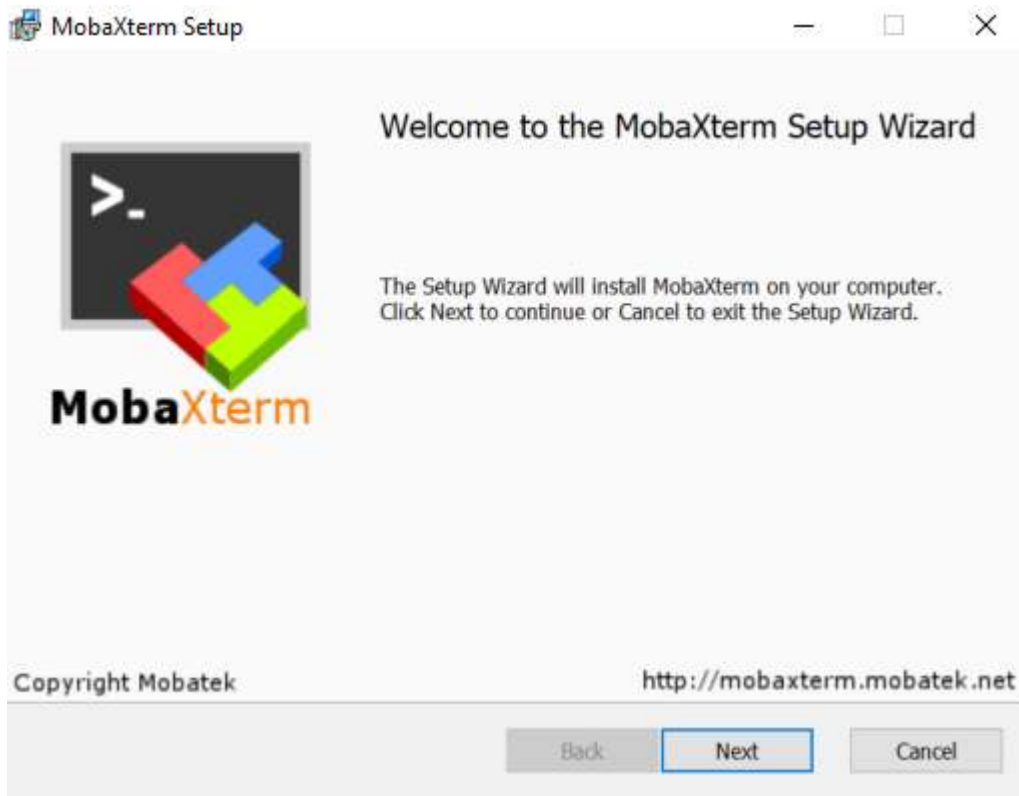 MobaXterm Setup
Welcome to the MobaXterm Setup Wizard
>_
The Setup Wizard will install MobaXterm on your computer.
Click Next to continue or Cancel to exit the Setup Wizard.
MobaXterm
Copyright Mobatek
http://mobaxterm.mobatek.net
Back
Next
Cancel